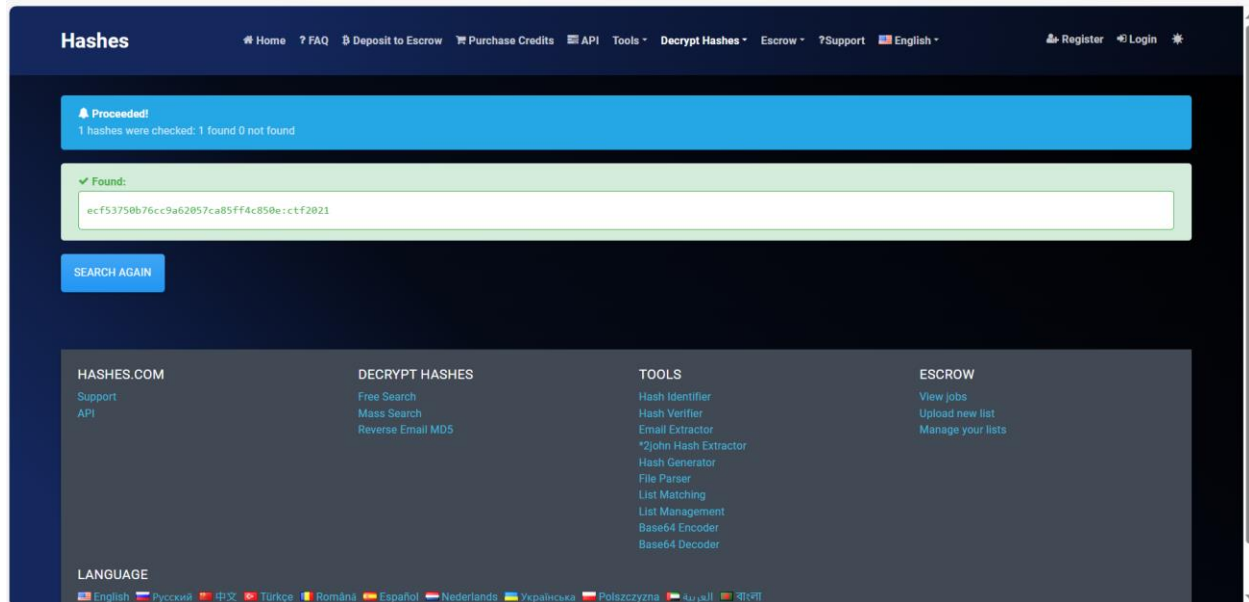 Hashes
Home ? FAQ Deposit to Escrow Purchase Credits API Tools Decrypt Hashes Escrow ?Support English Register Login
Proceeded!
1 hashes were checked: 1 found 0 not found
Found:
ecf53750b76cc9a62057ca85ff4c850e:ctf2021
SEARCH AGAIN
HASHES.COM
Support
API
DECRYPT HASHES
Free Search
Mass Search
Reverse Email MD5
TOOLS
Hash Identifier
Hash Verifier
Email Extractor
*2john Hash Extractor
Hash Generator
File Parser
List Matching
List Management
Base64 Encoder
Base64 Decoder
ESCROW
View jobs
Upload new list
Manage your lists
LANGUAGE
English Русский 中文 Türkçe Română Español Nederlands Українська Polszczyzna العربية বাংলা